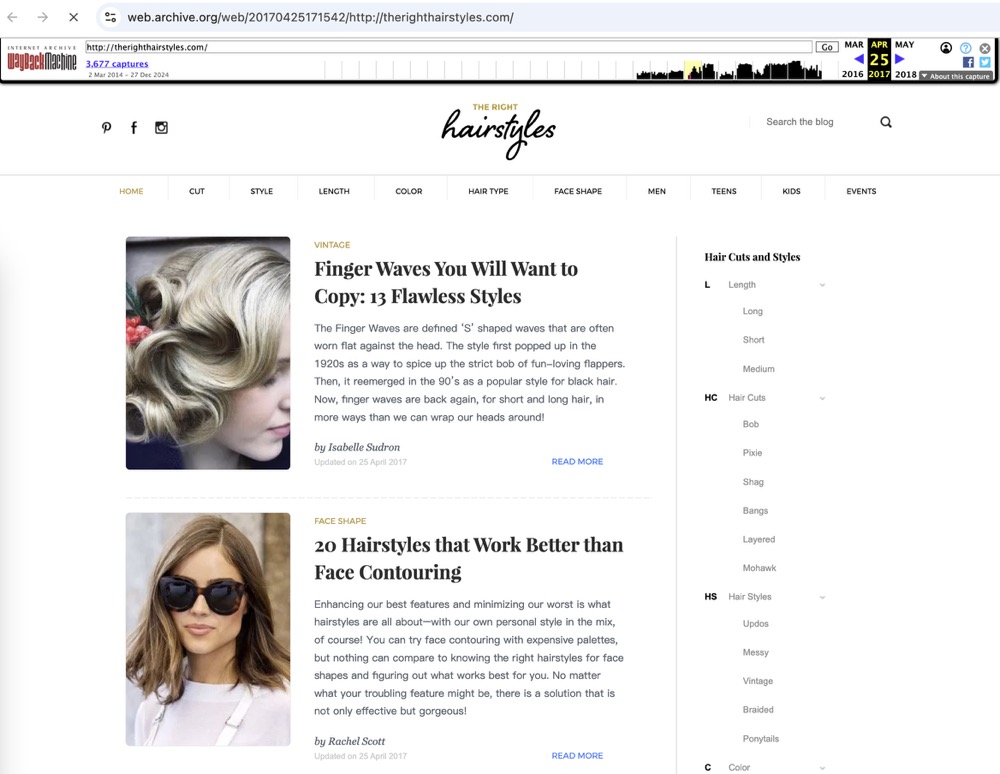 web.archive.org/web/20170425171542/http://therighthairstyles.com/
INTERNET ARCHIVE
WayBackMachine
http://therighthairstyles.com/
Go
MAR
APR
MAY
3,677 captures
25
2 Mar 2014 – 27 Dec 2024
2016
2017
2018
About this capture
THE RIGHT
hairstyles
Search the blog
HOME
CUT
STYLE
LENGTH
COLOR
HAIR TYPE
FACE SHAPE
MEN
TEENS
KIDS
EVENTS
VINTAGE
Finger Waves You Will Want to
Copy: 13 Flawless Styles
The Finger Waves are defined ‘S’ shaped waves that are often
worn flat against the head. The style first popped up in the
1920s as a way to spice up the strict bob of fun-loving flappers.
Then, it reemerged in the 90’s as a popular style for black hair.
Now, finger waves are back again, for short and long hair, in
more ways than we can wrap our heads around!
by Isabelle Sudron
Updated on 25 April 2017
READ MORE
FACE SHAPE
20 Hairstyles that Work Better than
Face Contouring
Enhancing our best features and minimizing our worst is what
hairstyles are all about—with our own personal style in the mix,
of course! You can try face contouring with expensive palettes,
but nothing can compare to knowing the right hairstyles for face
shapes and figuring out what works best for you. No matter
what your troubling feature might be, there is a solution that is
not only effective but gorgeous!
by Rachel Scott
Updated on 25 April 2017
READ MORE
Hair Cuts and Styles
L Length
Long
Short
Medium
HC Hair Cuts
Bob
Pixie
Shag
Bangs
Layered
Mohawk
HS Hair Styles
Updos
Messy
Vintage
Braided
Ponytails
C Color